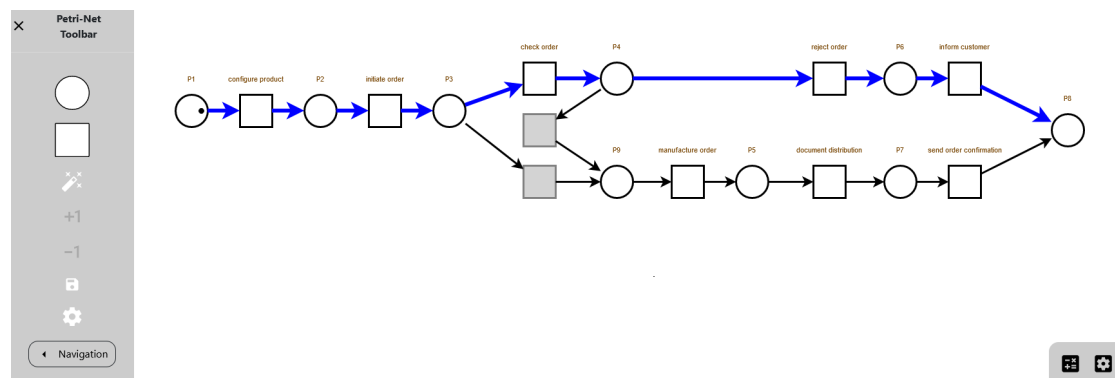 Petri-Net
Toolbar
+1
−1
Navigation
check order
P4
reject order
P6
inform customer
P1
configure product
P2
initiate order
P3
P8
P9
manufacture order
P5
document distribution
P7
send order confirmation